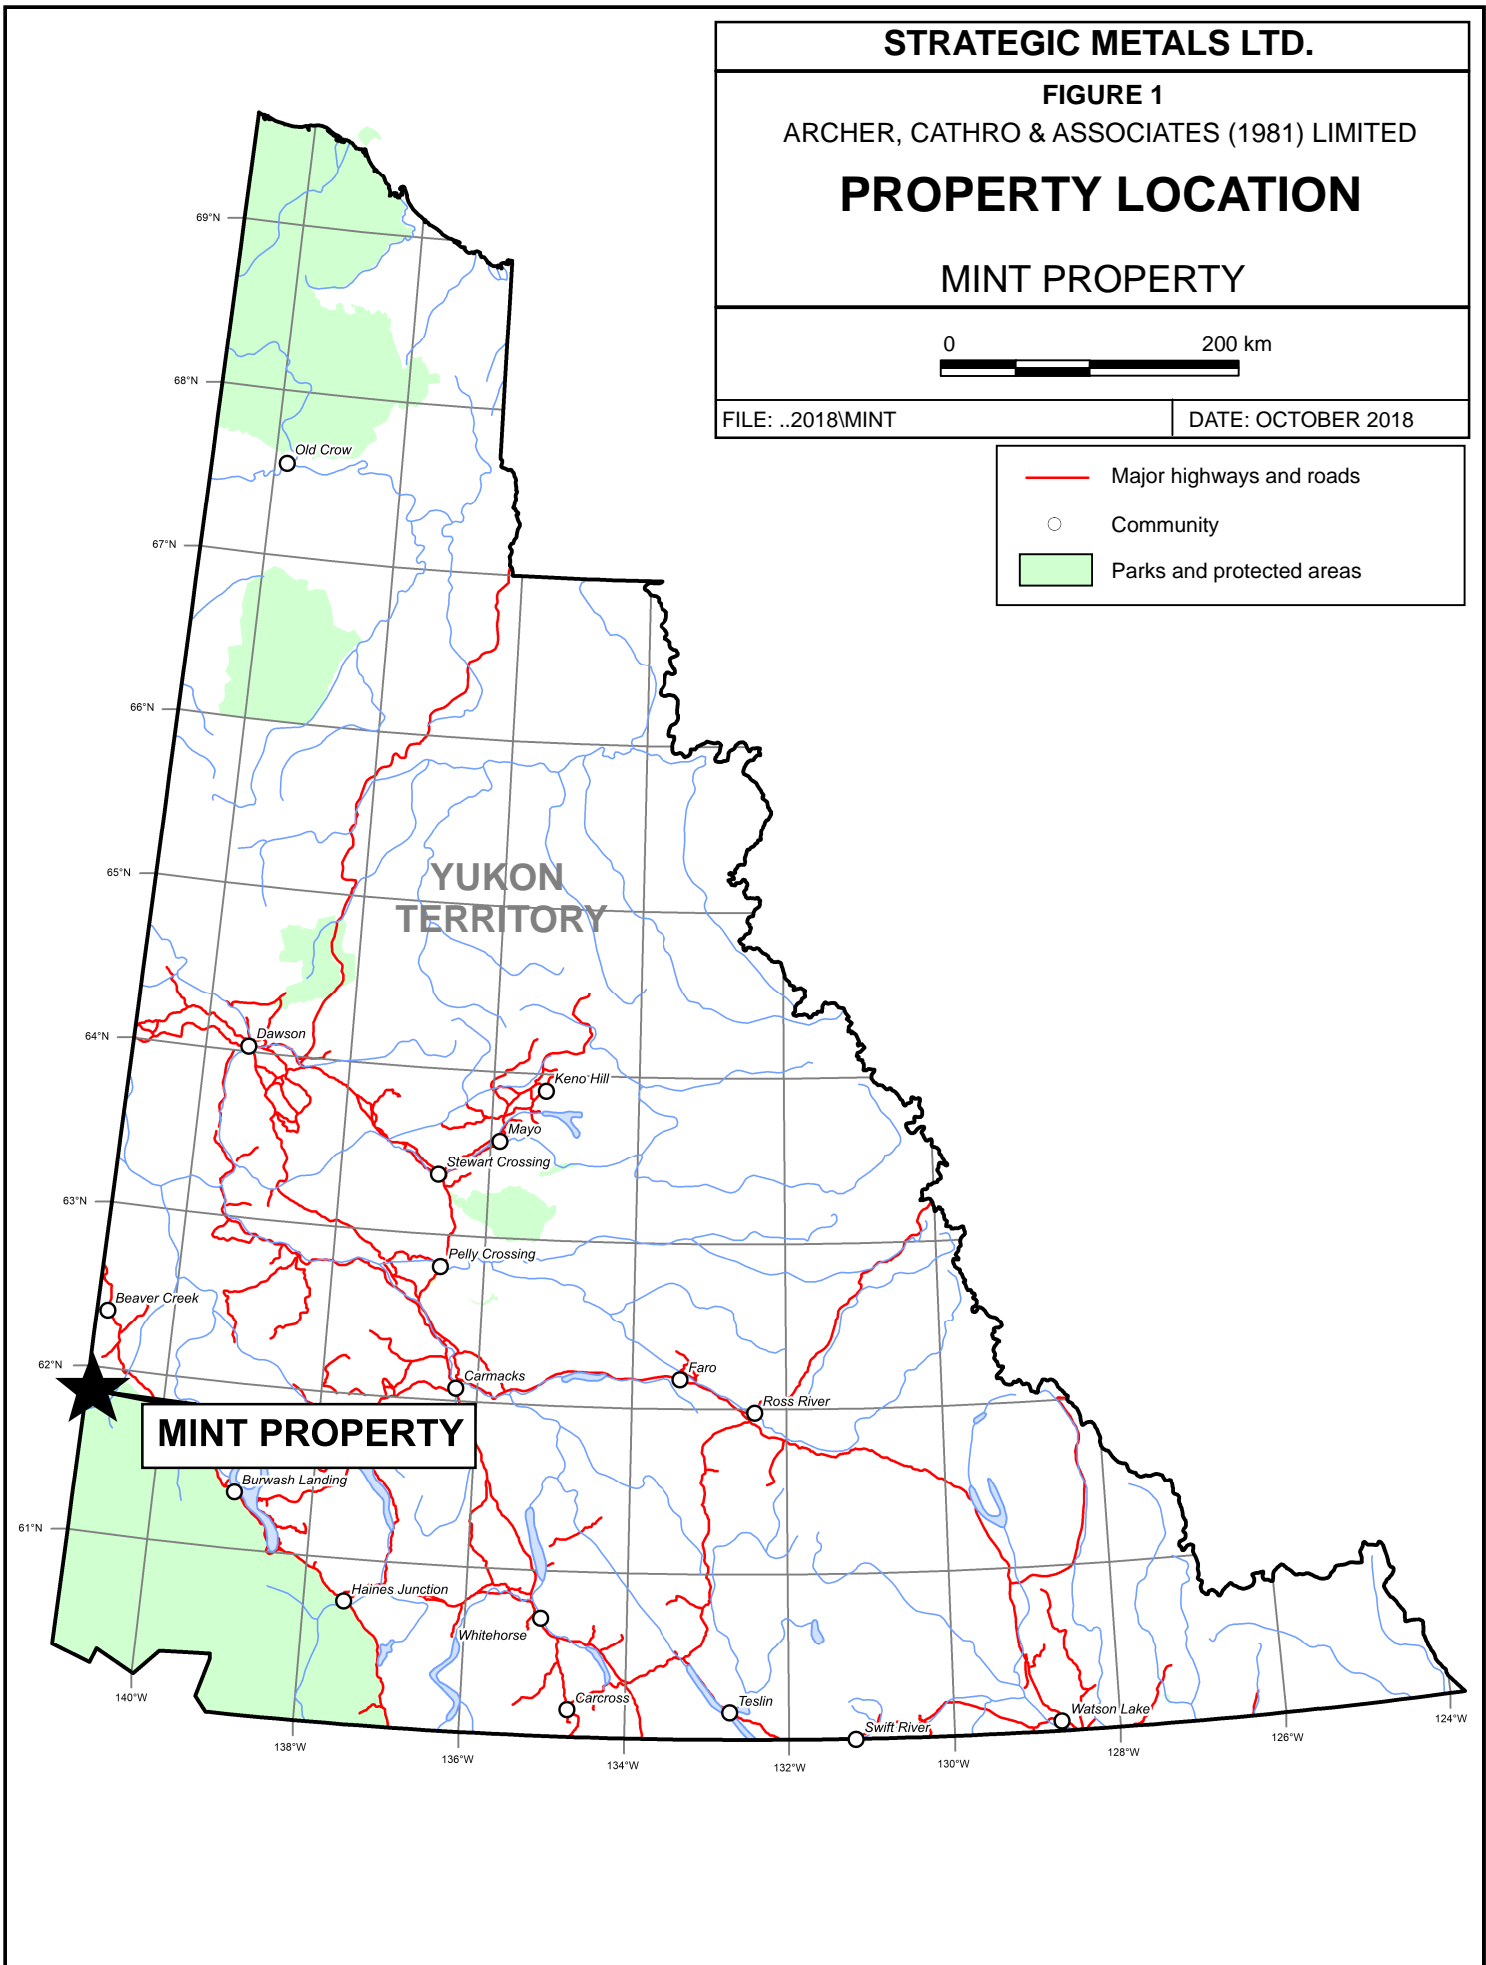 STRATEGIC METALS LTD.
FIGURE 1
ARCHER, CATHRO & ASSOCIATES (1981) LIMITED
PROPERTY LOCATION
MINT PROPERTY
0 200 km
FILE: ..2018\MINT DATE: OCTOBER 2018
Major highways and roads
Community
Parks and protected areas
69°N
68°N
Old Crow
67°N
66°N
65°N
YUKON
TERRITORY
64°N
Dawson
Keno Hill
Mayo
Stewart Crossing
63°N
Pelly Crossing
Beaver Creek
62°N
Carmacks
Faro
Ross River
MINT PROPERTY
Burwash Landing
61°N
Haines Junction
Whitehorse
Carcross
Teslin
Swift River
Watson Lake
140°W
138°W
136°W
134°W
132°W
130°W
128°W
126°W
124°W